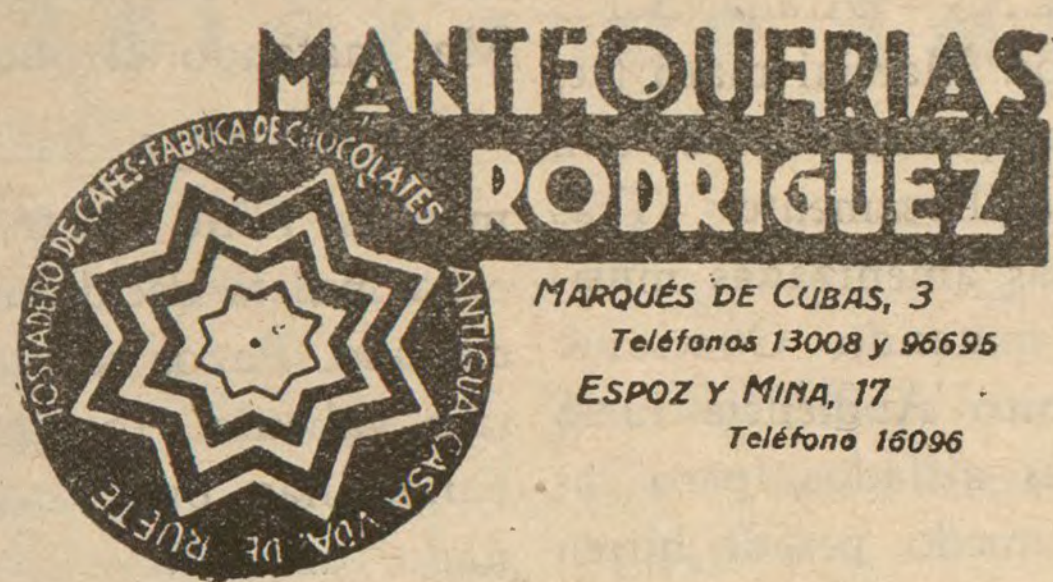 MANTEQUERIAS
RODRIGUEZ
TOSTADERO DE CAFES-FABRICA DE CHOCOLATES
ANTIGUA CASA VDA. DE RUETE
MARQUÉS DE CUBAS, 3
Teléfonos 13008 y 96695
ESPOZ Y MINA, 17
Teléfono 16096